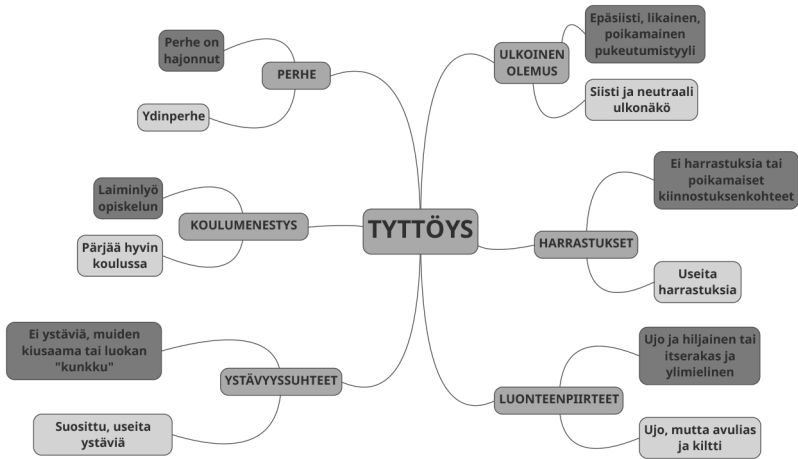 TYTTÖYS
PERHE
Perhe on
hajonnut
Ydinperhe
KOULUMENESTYS
Laiminlyö
opiskelun
Pärjää hyvin
koulussa
YSTÄVYYSSUHTEET
Ei ystäviä, muiden
kiusaama tai luokan
"kunkku"
Suosittu, useita
ystäviä
ULKOINEN
OLEMUS
Epäsiisti, likainen,
poikamainen
pukeutumistyyli
Siisti ja neutraali
ulkonäkö
HARRASTUKSET
Ei harrastuksia tai
poikamaiset
kiinnostuksenkohteet
Useita
harrastuksia
LUONTEENPIIRTEET
Ujo ja hiljainen tai
itserakas ja
ylimielinen
Ujo, mutta avulias
ja kiltti